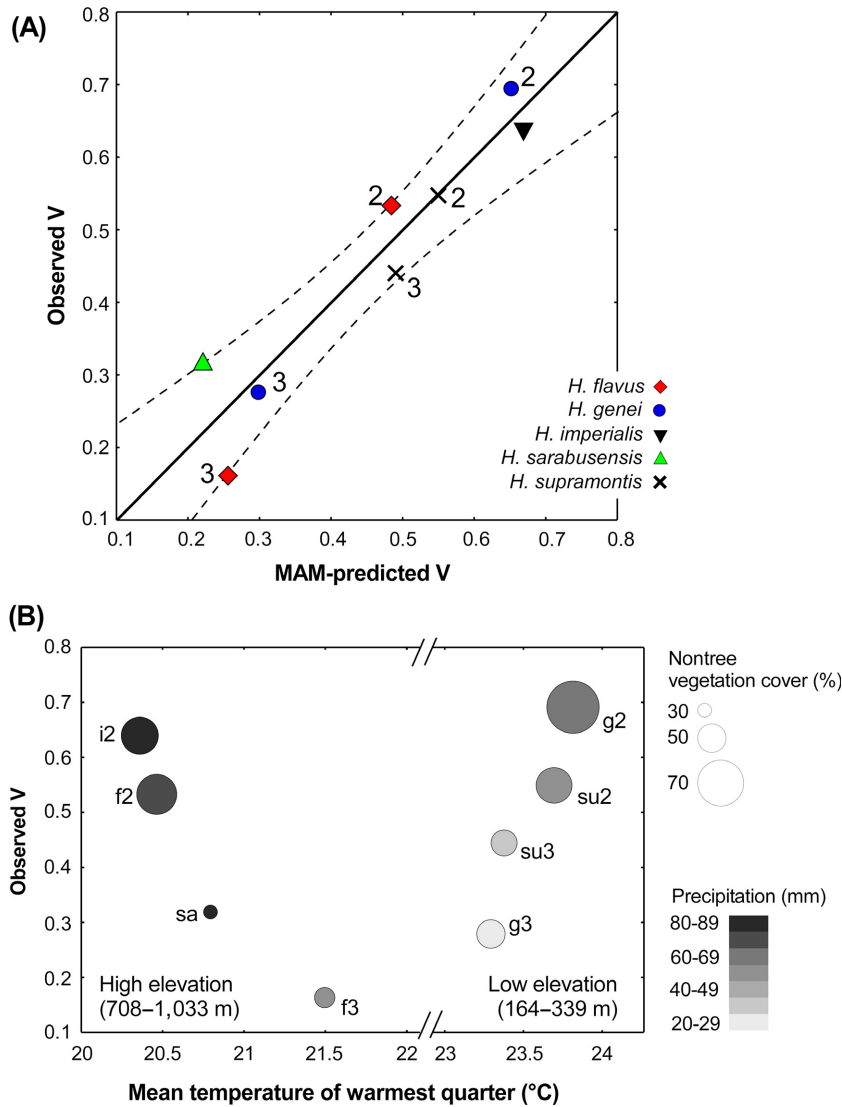 (A)
0.8
0.7
0.6
0.5
0.4
0.3
0.2
0.1
Observed V
2
2
2
3
3
3
H. flavus
H. genei
H. imperialis
H. sarabusensis
H. supramontis
0.1 0.2 0.3 0.4 0.5 0.6 0.7 0.8
MAM-predicted V
(B)
0.8
0.7
0.6
0.5
0.4
0.3
0.2
0.1
Observed V
i2
f2
sa
f3
g2
su2
su3
g3
High elevation
(708–1,033 m)
Low elevation
(164–339 m)
20 20.5 21 21.5 22 23 23.5 24
Mean temperature of warmest quarter (°C)
Nontree
vegetation cover (%)
30
50
70
Precipitation (mm)
80-89
60-69
40-49
20-29